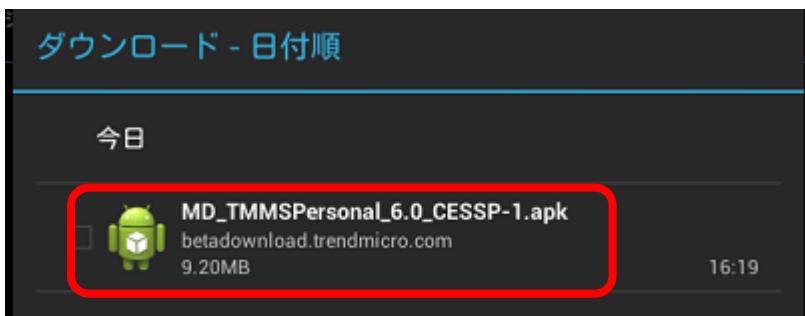 ダウンロード - 日付順
今日
MD_TMMSPersonal_6.0_CESSP-1.apk
betadownload.trendmicro.com
9.20MB
16:19